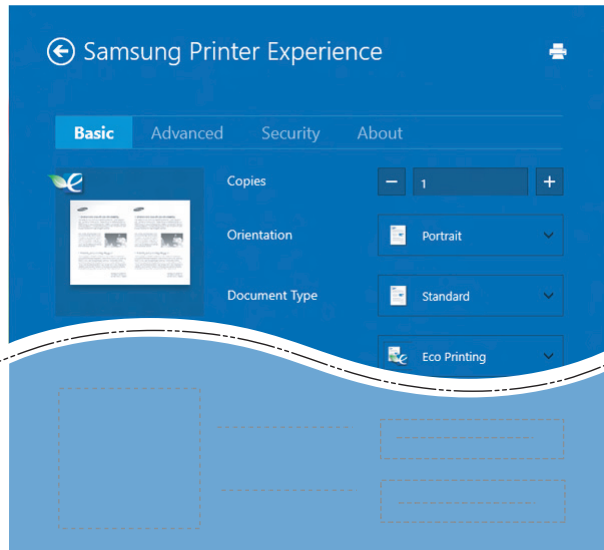 Samsung Printer Experience
Basic Advanced Security About
Copies 1
Orientation Portrait
Document Type Standard
Eco Printing